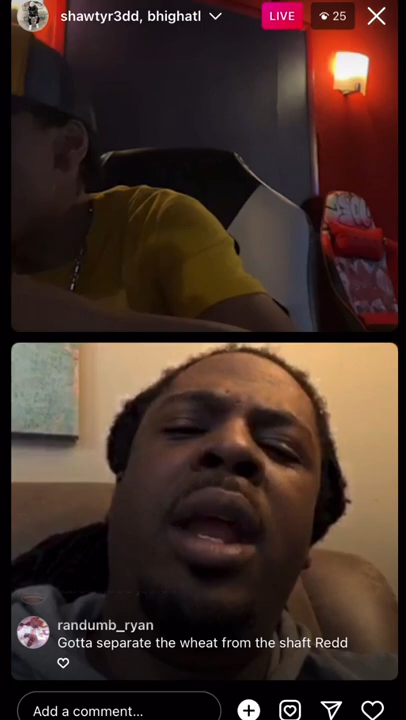 shawtyr3dd, bhighatl
LIVE
25
randumb_ryan
Gotta separate the wheat from the shaft Redd
Add a comment...